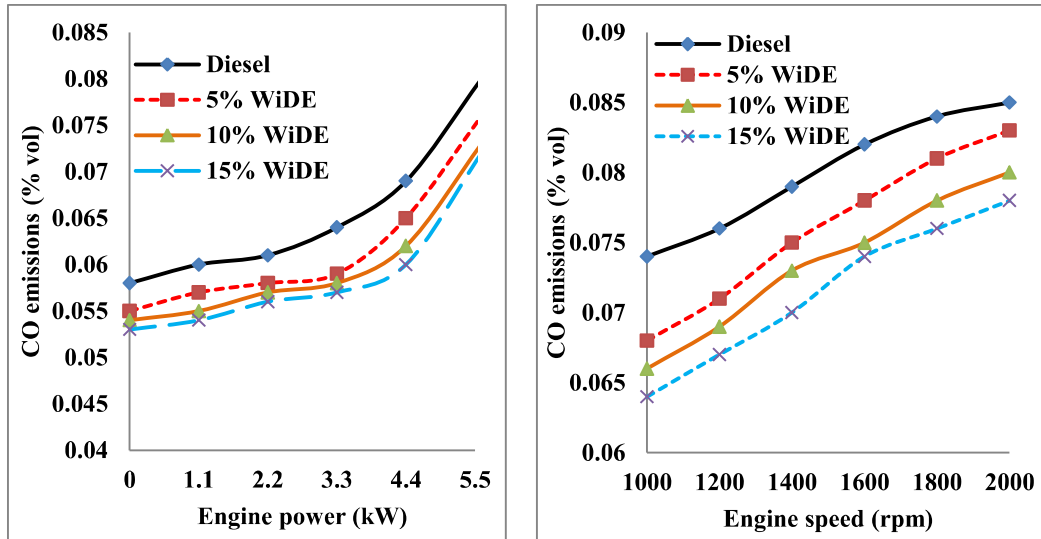 0.085
0.08
0.075
0.07
0.065
0.06
0.055
0.05
0.045
0.04
CO emissions (% vol)
Diesel
5% WiDE
10% WiDE
15% WiDE
0 1.1 2.2 3.3 4.4 5.5
Engine power (kW)
0.09
0.085
0.08
0.075
0.07
0.065
0.06
CO emissions (% vol)
Diesel
5% WiDE
10% WiDE
15% WiDE
1000 1200 1400 1600 1800 2000
Engine speed (rpm)